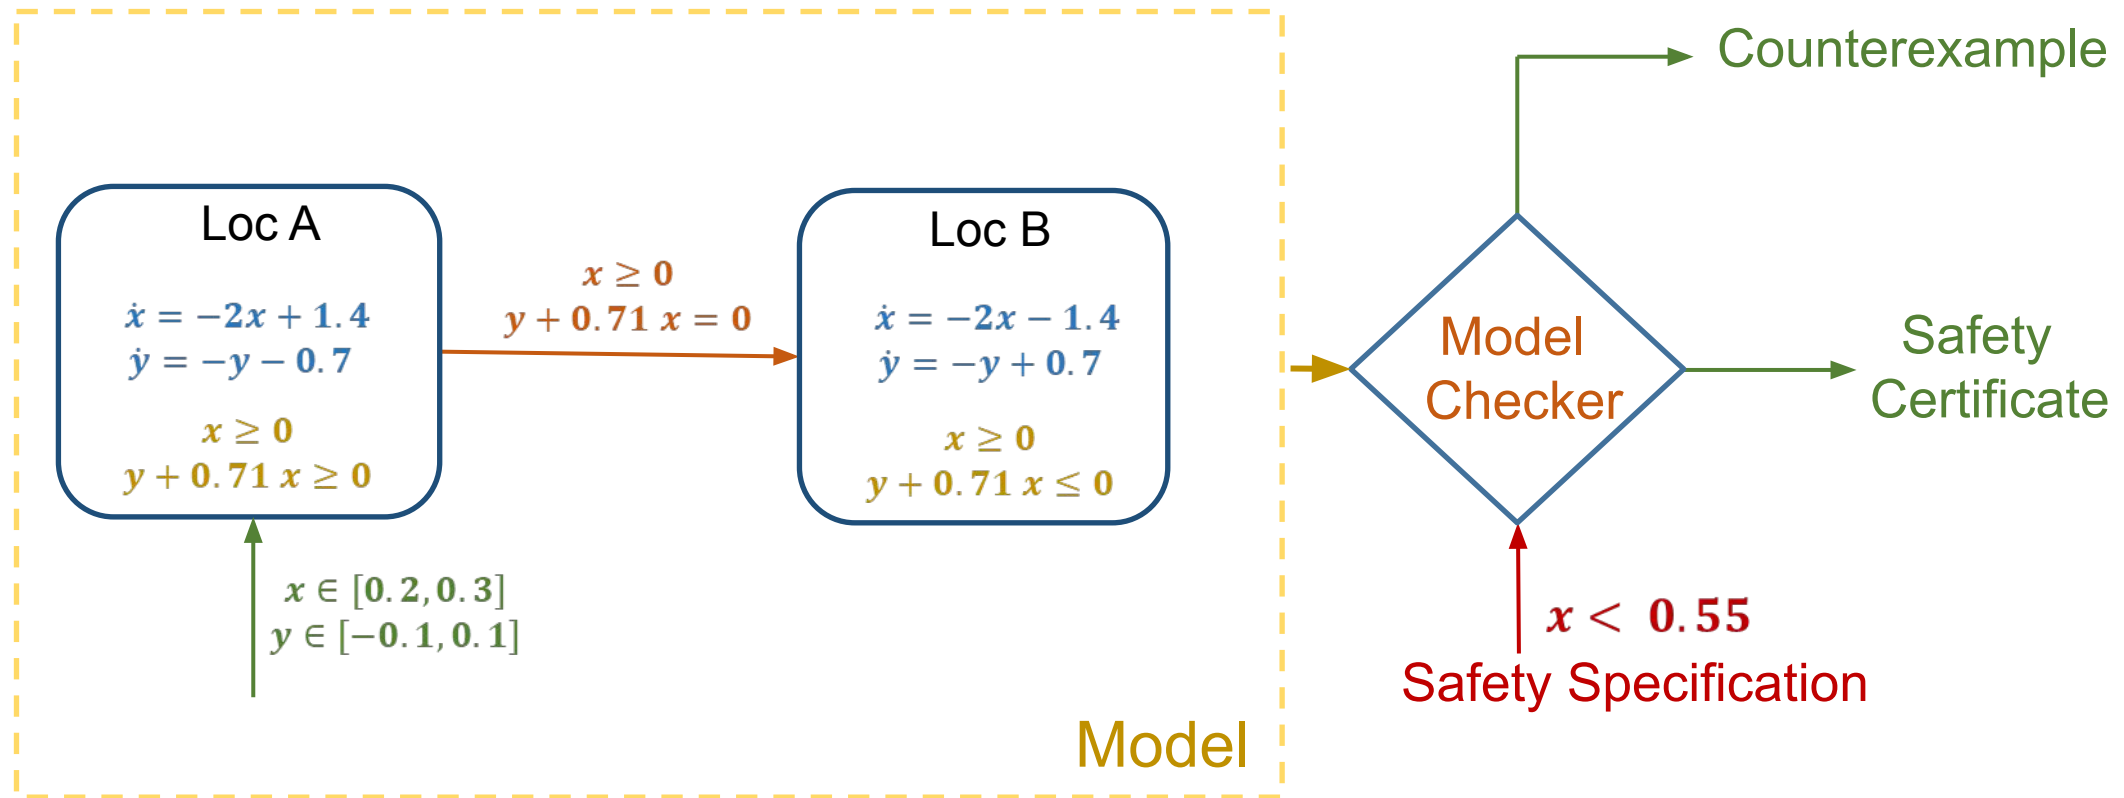 Counterexample
Loc A
ẋ = −2x + 1.4
ẏ = −y − 0.7
x ≥ 0
y + 0.71 x ≥ 0
x ≥ 0
y + 0.71 x = 0
Loc B
ẋ = −2x − 1.4
ẏ = −y + 0.7
x ≥ 0
y + 0.71 x ≤ 0
x ∈ [0.2, 0.3]
y ∈ [−0.1, 0.1]
Model
Model
Checker
Safety
Certificate
x < 0.55
Safety Specification